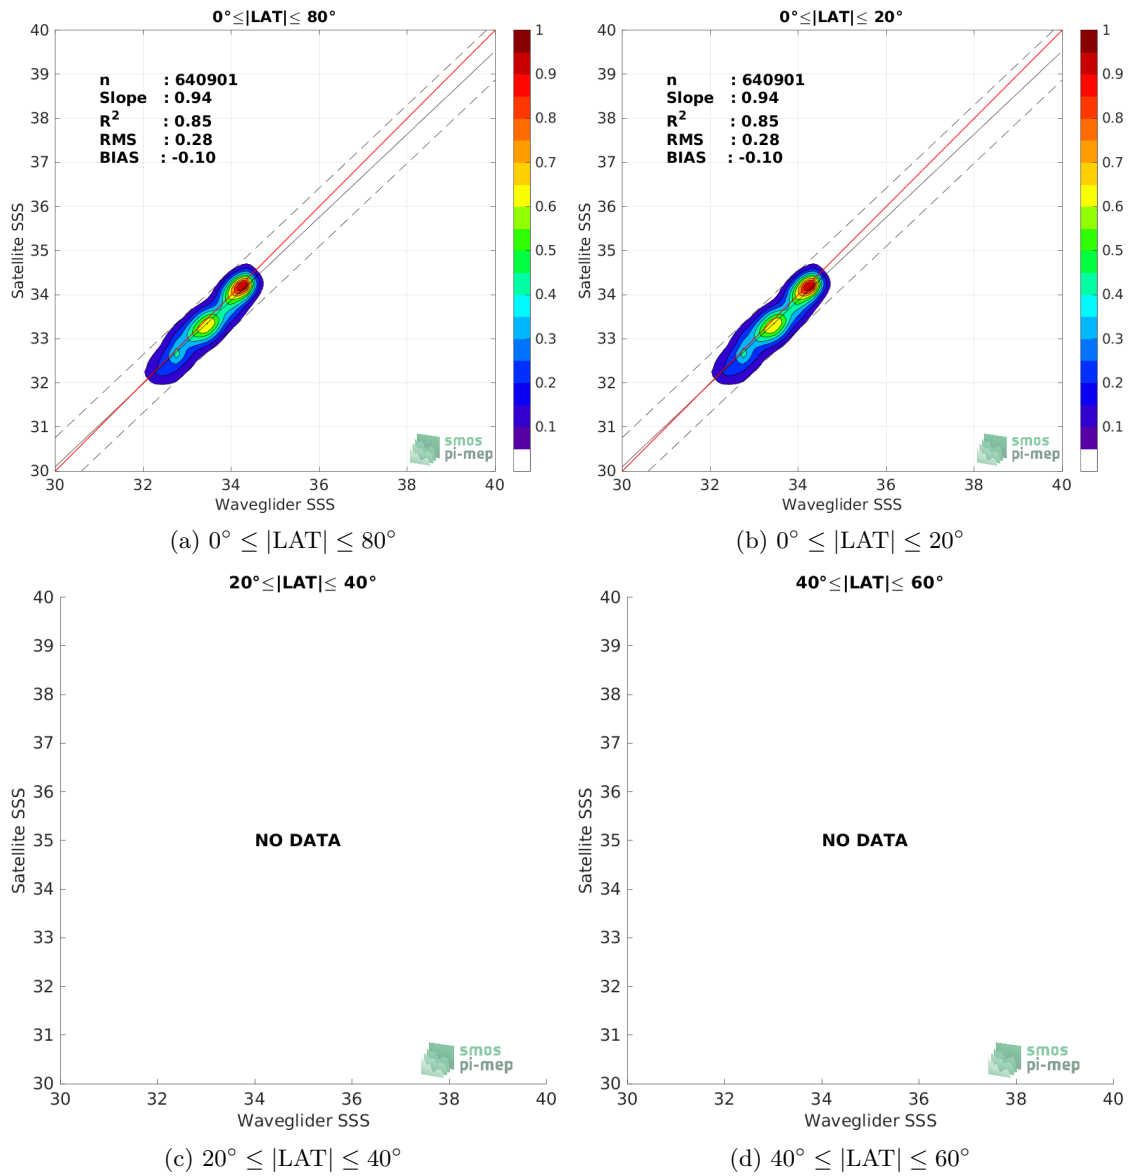 0°≤|LAT|≤ 80°
40
39
38
37
36
35
34
33
32
31
30
Satellite SSS
n : 640901
Slope : 0.94
R² : 0.85
RMS : 0.28
BIAS : -0.10
1
0.9
0.8
0.7
0.6
0.5
0.4
0.3
0.2
0.1
smos
pi-mep
30 32 34 36 38 40
Waveglider SSS
(a) 0° ≤ |LAT| ≤ 80°
0°≤|LAT|≤ 20°
40
39
38
37
36
35
34
33
32
31
30
Satellite SSS
n : 640901
Slope : 0.94
R² : 0.85
RMS : 0.28
BIAS : -0.10
1
0.9
0.8
0.7
0.6
0.5
0.4
0.3
0.2
0.1
smos
pi-mep
30 32 34 36 38 40
Waveglider SSS
(b) 0° ≤ |LAT| ≤ 20°
20°≤|LAT|≤ 40°
40
39
38
37
36
35
34
33
32
31
30
Satellite SSS
NO DATA
smos
pi-mep
30 32 34 36 38 40
Waveglider SSS
(c) 20° ≤ |LAT| ≤ 40°
40°≤|LAT|≤ 60°
40
39
38
37
36
35
34
33
32
31
30
Satellite SSS
NO DATA
smos
pi-mep
30 32 34 36 38 40
Waveglider SSS
(d) 40° ≤ |LAT| ≤ 60°